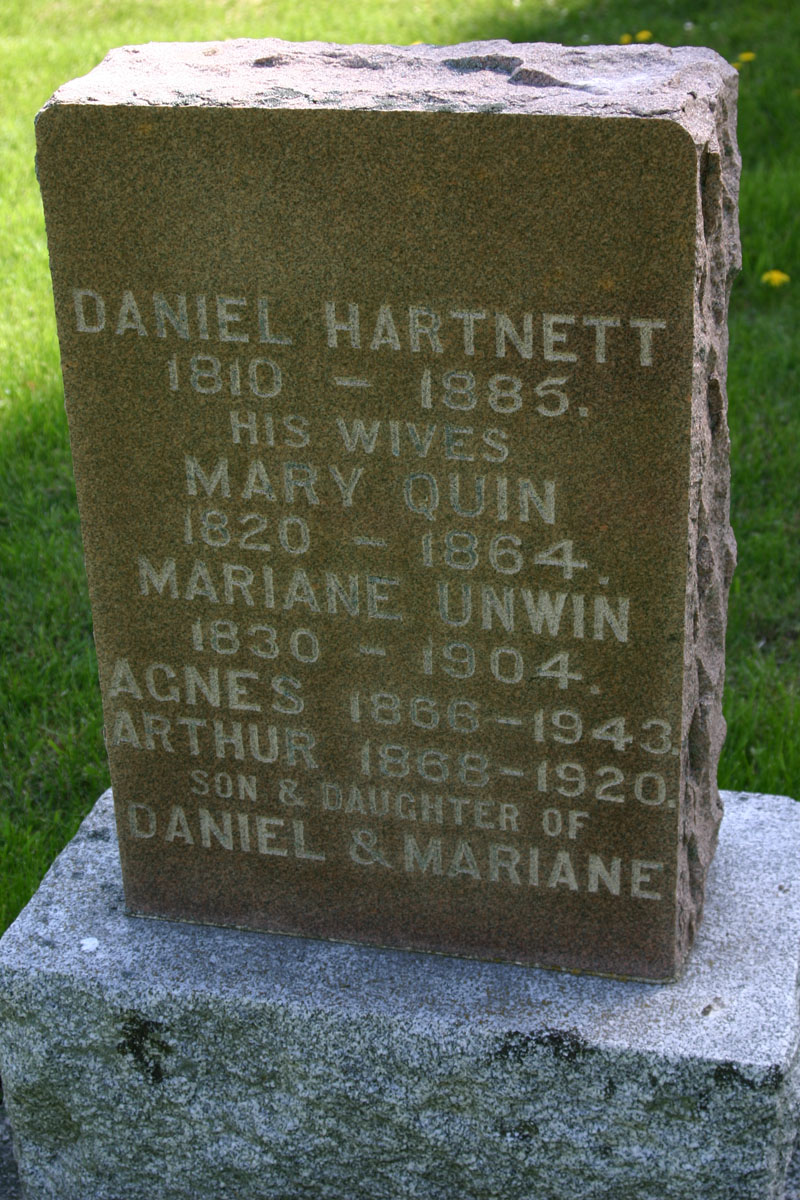 DANIEL HARTNETT
1810 – 1885.
HIS WIVES
MARY QUIN
1820 – 1864.
MARIANE UNWIN
1830 – 1904.
AGNES 1866–1943.
ARTHUR 1868–1920.
SON & DAUGHTER OF
DANIEL & MARIANE